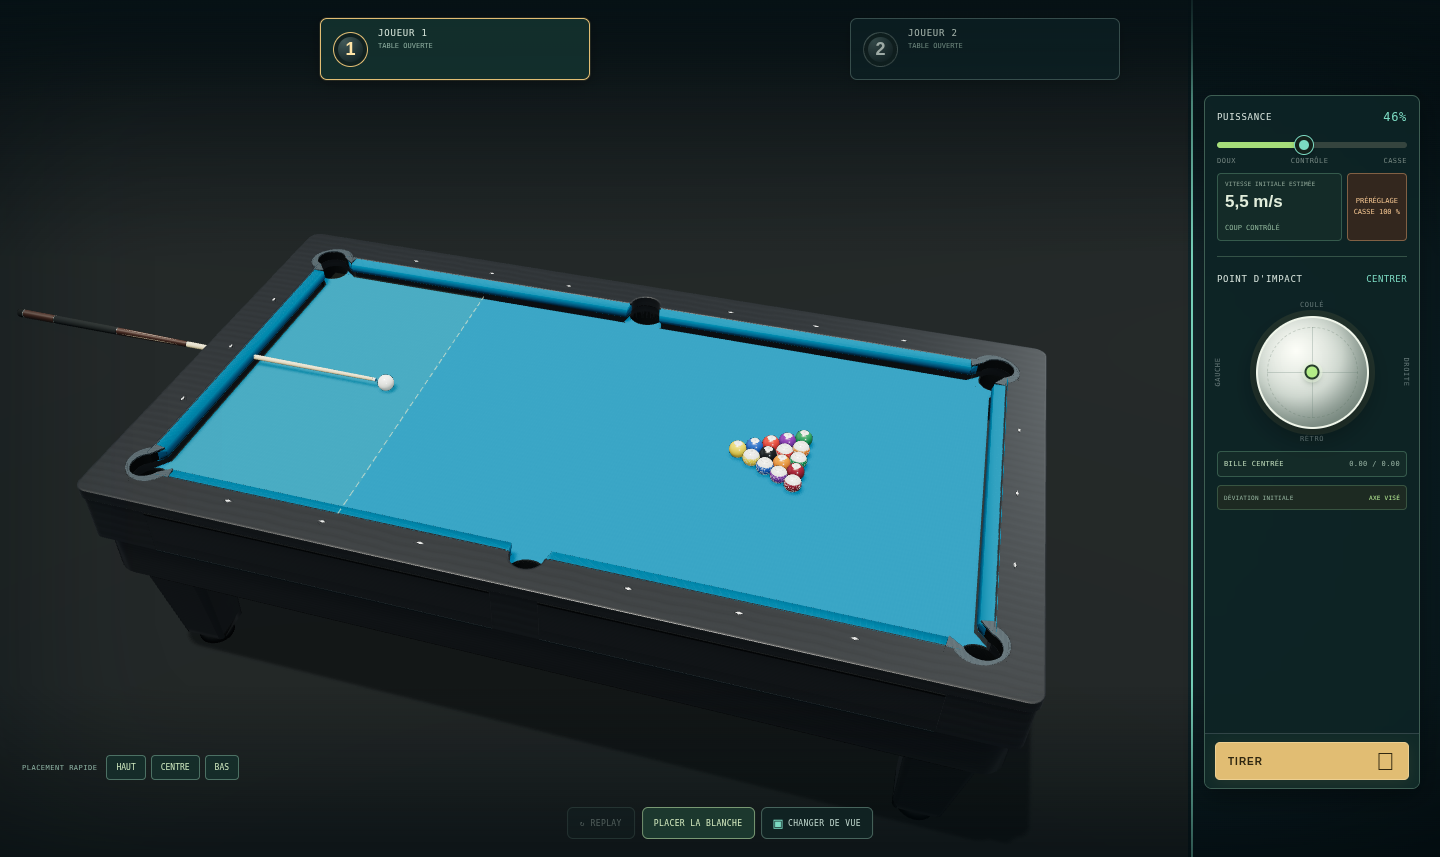 1
JOUEUR 1
TABLE OUVERTE
2
JOUEUR 2
TABLE OUVERTE
PUISSANCE 46%
DOUX CONTRÔLE CASSE
VITESSE INITIALE ESTIMÉE
5,5 m/s
COUP CONTRÔLÉ
PRÉRÉGLAGE
CASSE 100 %
POINT D'IMPACT CENTRER
COULÉ
GAUCHE
DROITE
RÉTRO
BILLE CENTRÉE 0.00 / 0.00
DÉVIATION INITIALE AXE VISÉ
TIRER
PLACEMENT RAPIDE HAUT CENTRE BAS
REPLAY PLACER LA BLANCHE CHANGER DE VUE